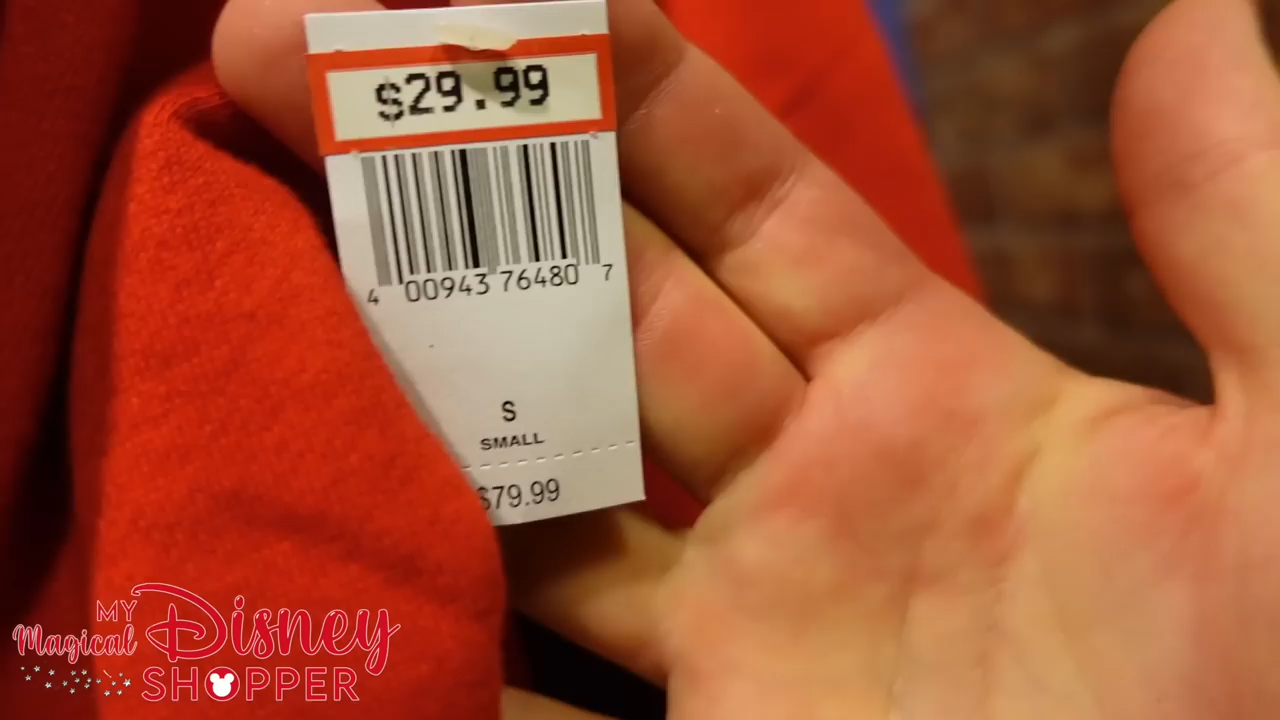 $29.99
4 00943 76480 7
S
SMALL
$79.99
MY
Magical Disney
SHOPPER